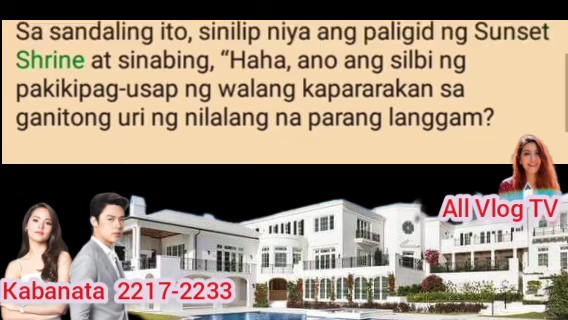 Sa sandaling ito, sinilip niya ang paligid ng Sunset
Shrine at sinabing, “Haha, ano ang silbi ng
pakikipag-usap ng walang kapararakan sa
ganitong uri ng nilalang na parang langgam?
All Vlog TV
Kabanata 2217-2233